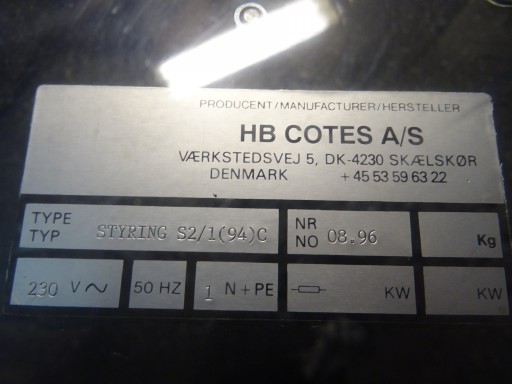 PRODUCENT/MANUFACTURER/HERSTELLER
HB COTES A/S
VÆRKSTEDSVEJ 5, DK-4230 SKÆLSKØR
DENMARK +45 53 59 63 22
TYPE
TYP STYRING S2/1(94)C
NR
NO 08.96
Kg
230 V ~ 50 HZ 1 N + PE KW KW